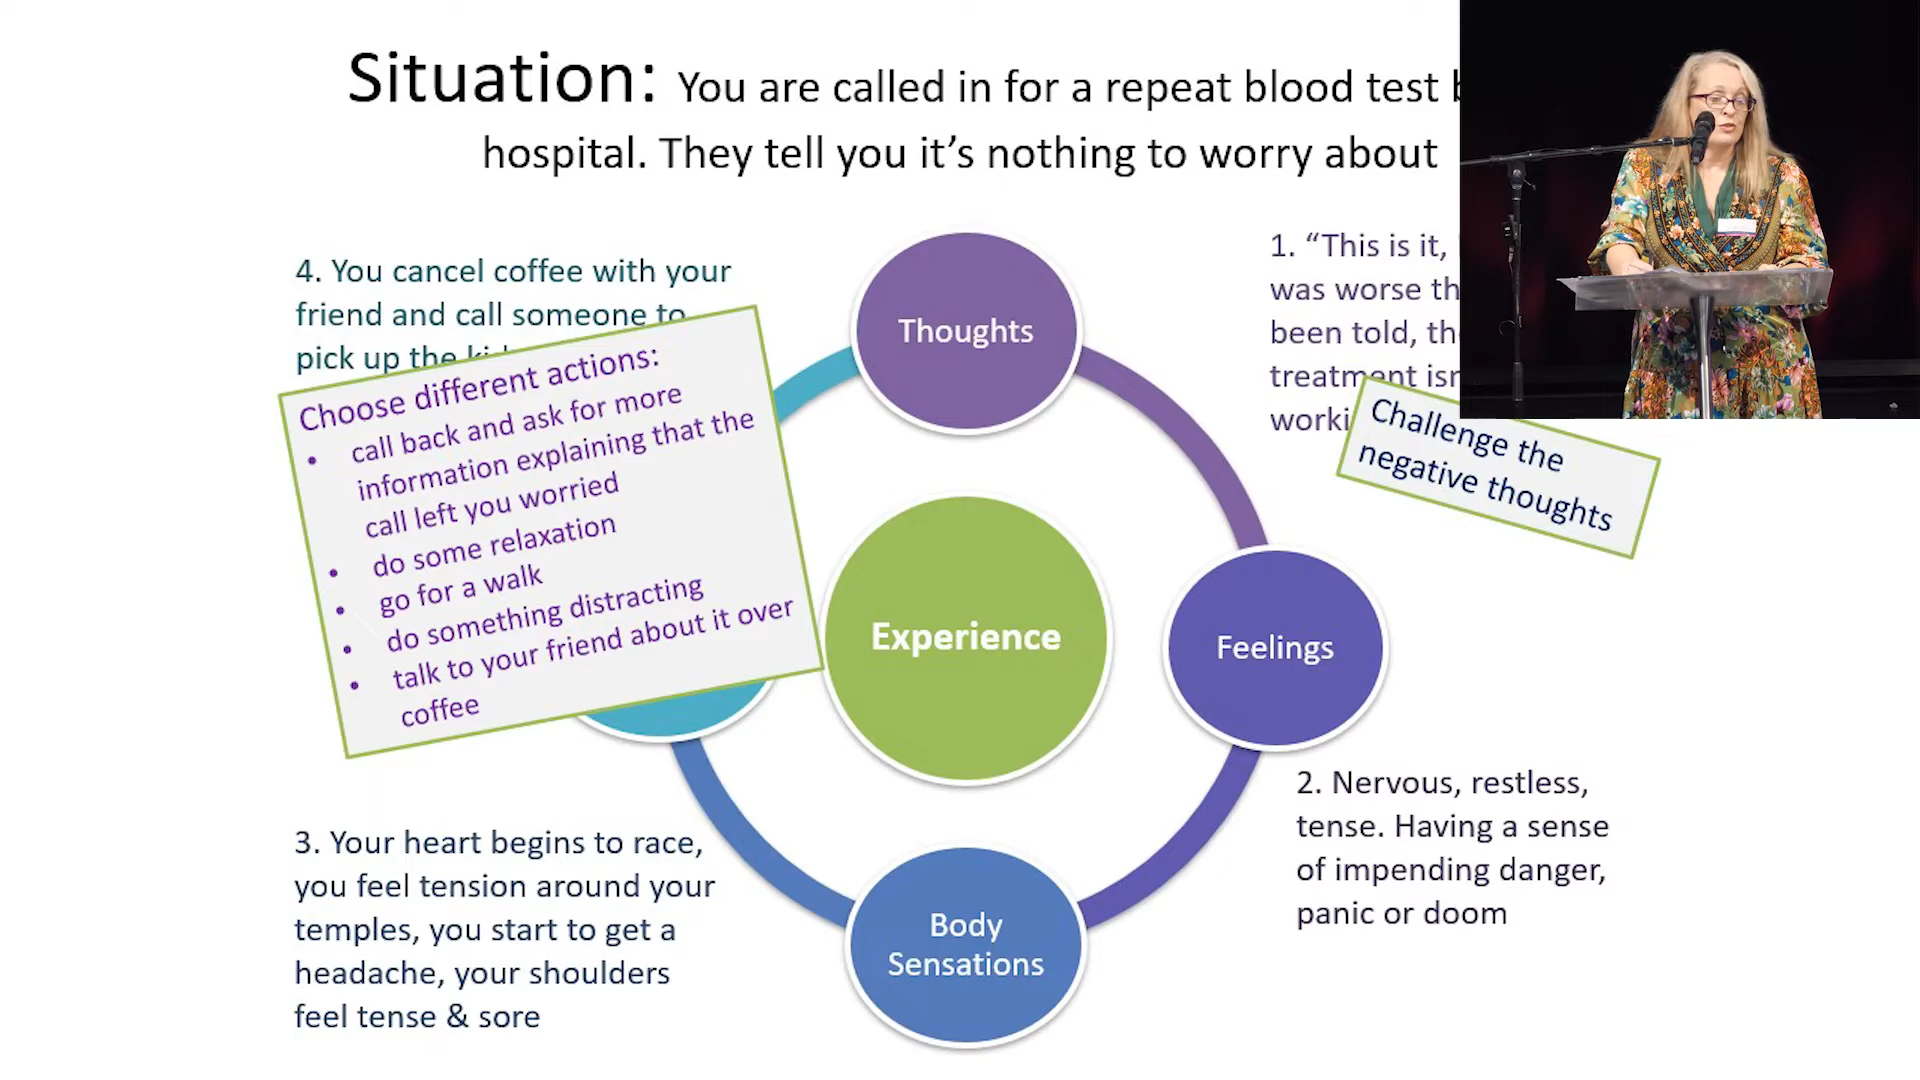 Situation: You are called in for a repeat blood test
hospital. They tell you it’s nothing to worry about
4. You cancel coffee with your
friend and call someone to
pick up the
Choose different actions:
• call back and ask for more
information explaining that the
call left you worried
• do some relaxation
• go for a walk
• do something distracting
• talk to your friend about it over
coffee
Thoughts
1. “This is it,
was worse
been told,
treatment
Challenge the
negative thoughts
Experience
Feelings
2. Nervous, restless,
tense. Having a sense
of impending danger,
panic or doom
3. Your heart begins to race,
you feel tension around your
temples, you start to get a
headache, your shoulders
feel tense & sore
Body
Sensations